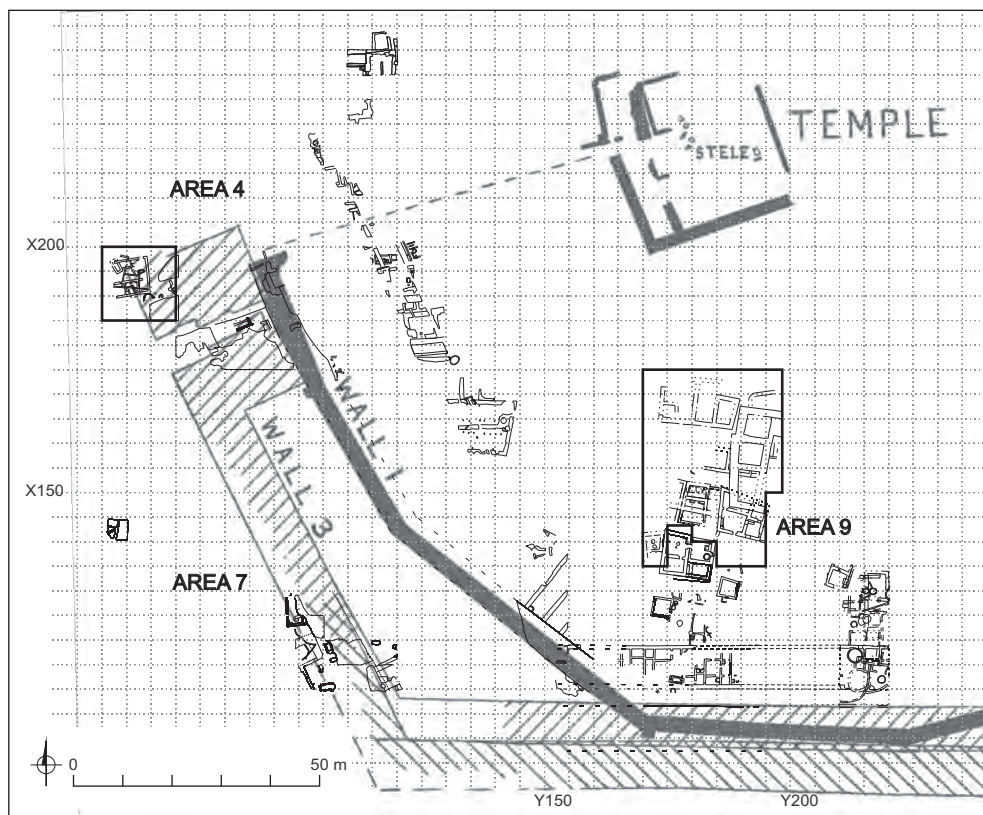 TEMPLE
STELES
AREA 4
X200
WALL 1
WALL 3
X150
AREA 9
AREA 7
0
50 m
Y150
Y200